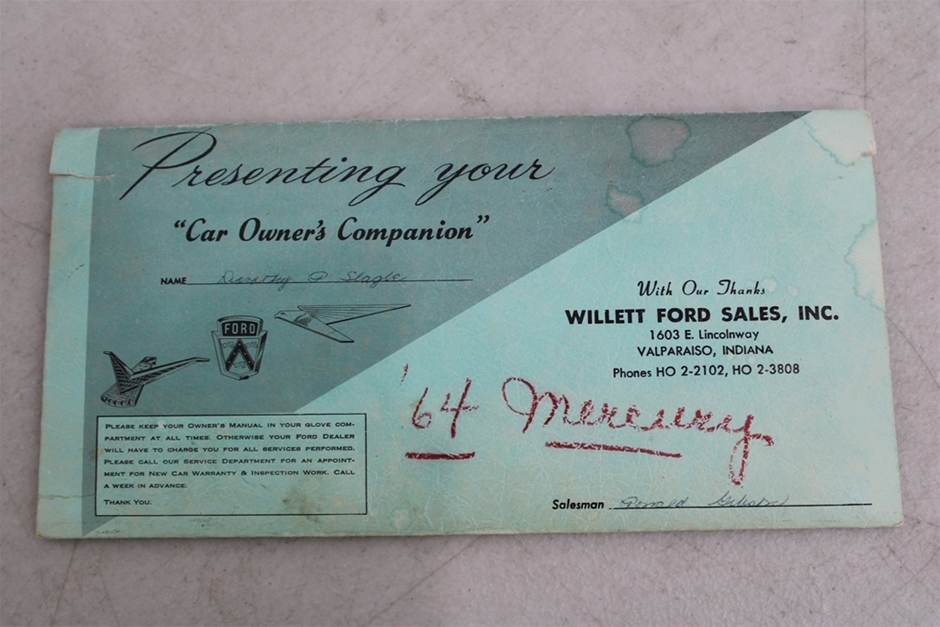 Presenting your
"Car Owner's Companion"
NAME Dorothy P Slagle
FORD
With Our Thanks
WILLETT FORD SALES, INC.
1603 E. Lincolnway
VALPARAISO, INDIANA
Phones HO 2-2102, HO 2-3808
'64 Mercury
PLEASE KEEP YOUR OWNER'S MANUAL IN YOUR GLOVE COM-
PARTMENT AT ALL TIMES. OTHERWISE YOUR FORD DEALER
WILL HAVE TO CHARGE YOU FOR ALL SERVICES PERFORMED.
PLEASE CALL OUR SERVICE DEPARTMENT FOR AN APPOINT-
MENT FOR NEW CAR WARRANTY & INSPECTION WORK. CALL
A WEEK IN ADVANCE.
THANK YOU.
Salesman Ronald